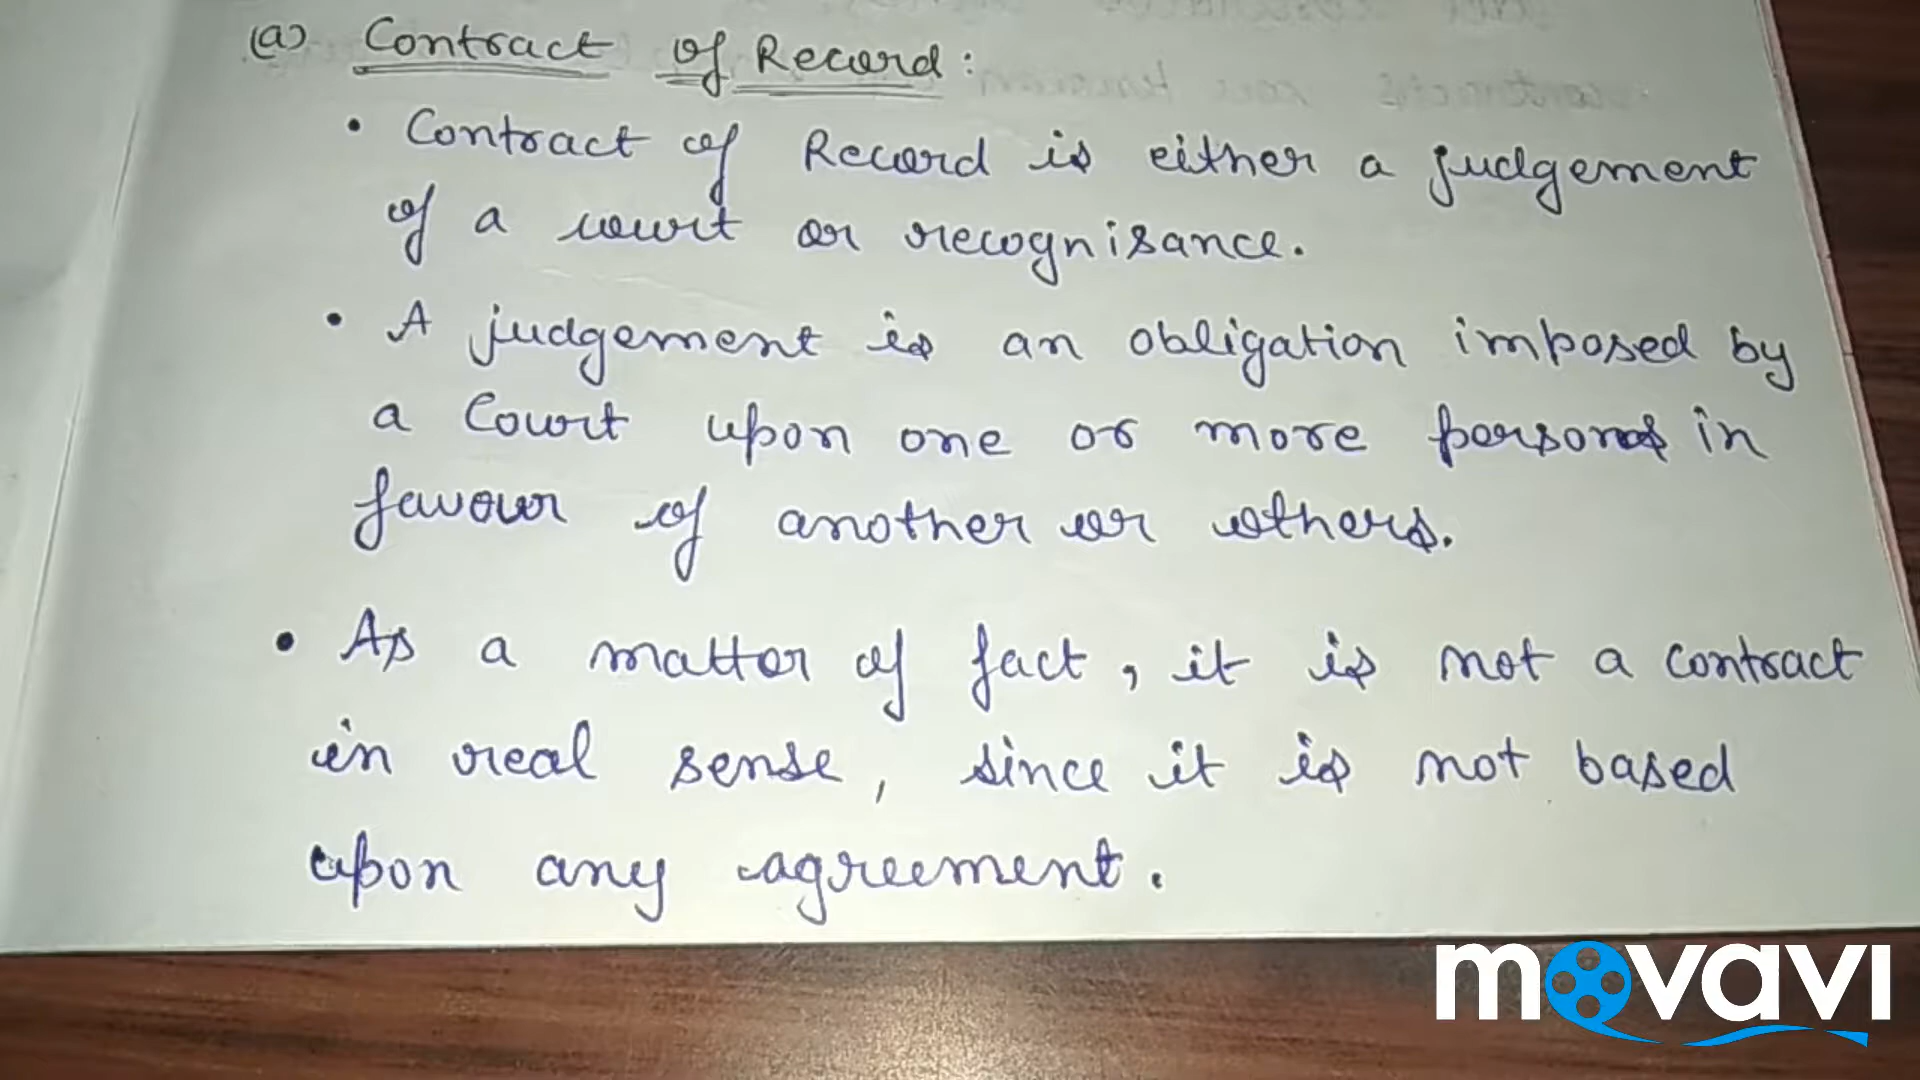 (a) Contract of Record:
• Contract of Record is either a judgement
of a court or recognisance.
• A judgement is an obligation imposed by
a Court upon one or more persons in
favour of another or others.
• As a matter of fact, it is not a contract
in real sense, since it is not based
upon any agreement.
movavi